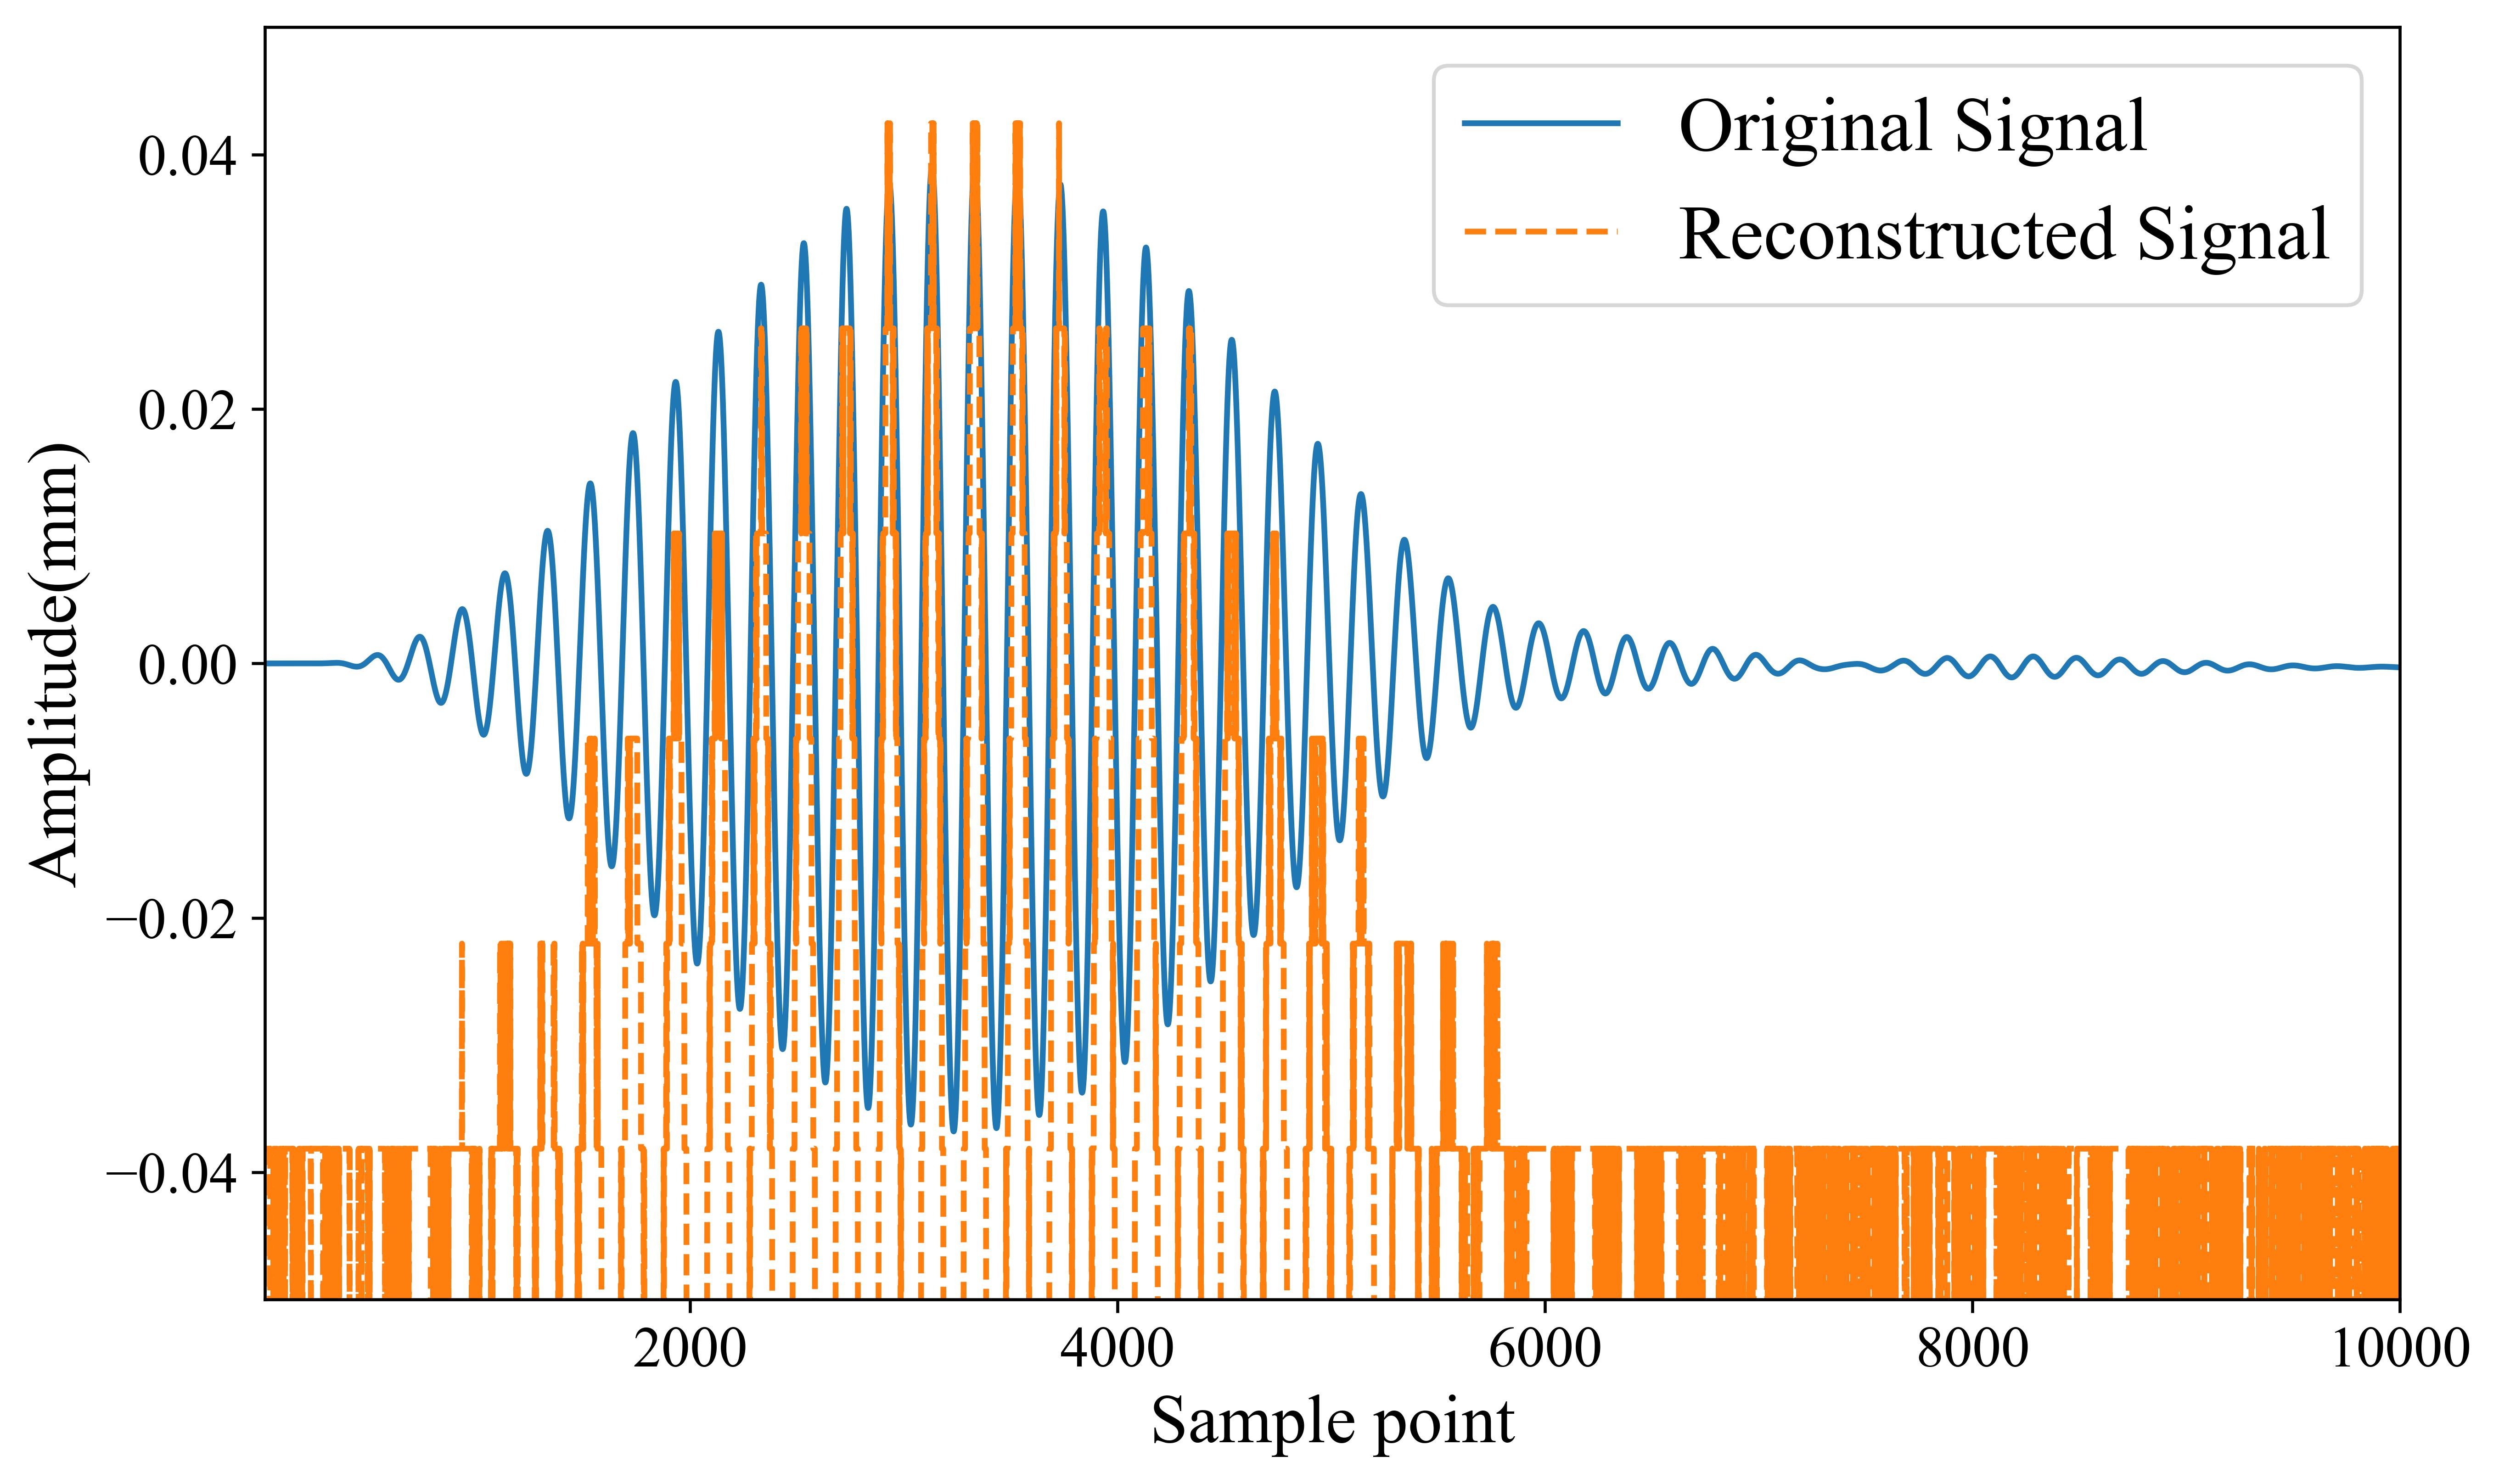 Original Signal
Reconstructed Signal
0.04
0.02
0.00
−0.02
−0.04
Amplitude(mm)
2000 4000 6000 8000 10000
Sample point